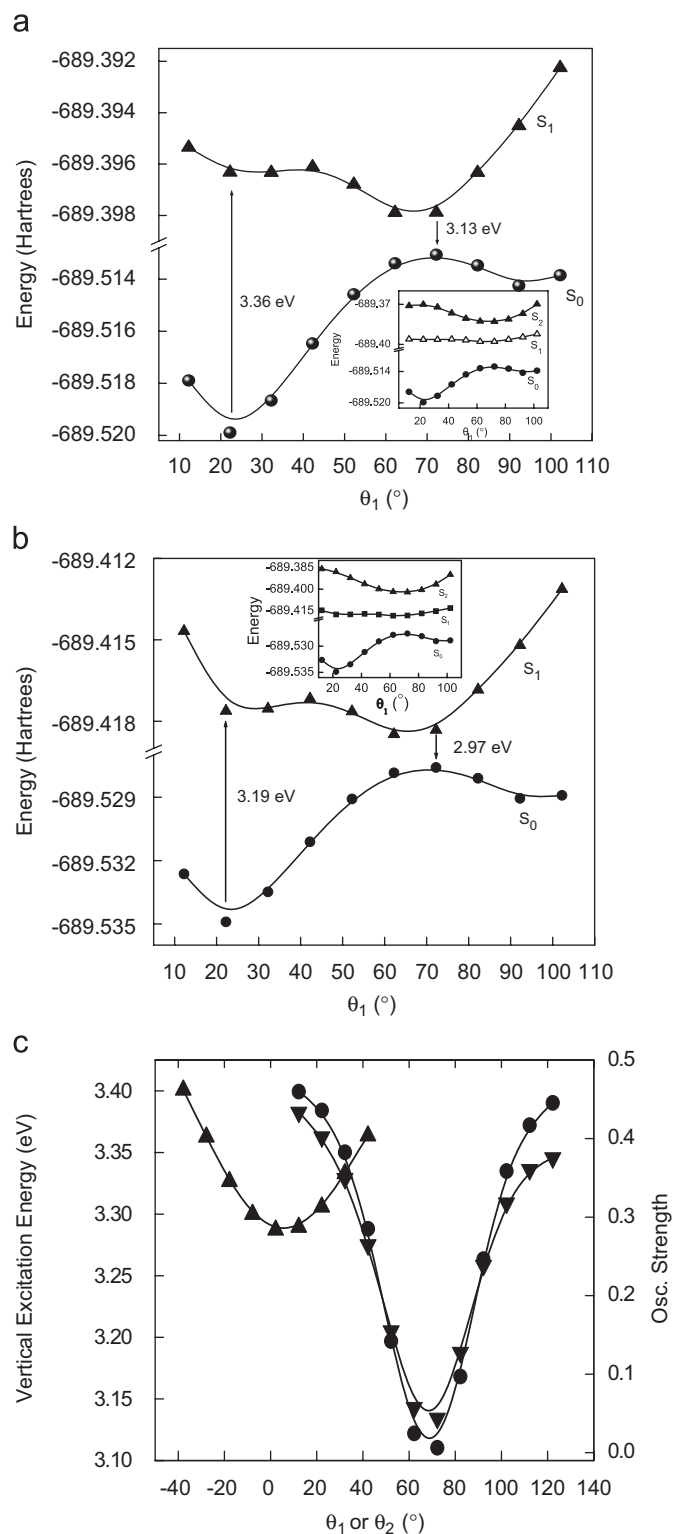 a
-689.392
-689.394
-689.396
-689.398
-689.514
-689.516
-689.518
-689.520
Energy (Hartrees)
S1
3.13 eV
3.36 eV
S0
-689.37
-689.40
-689.514
-689.520
Energy
S2
S1
S0
20 40 60 80 100
θ1 (°)
10 20 30 40 50 60 70 80 90 100 110
θ1 (°)
b
-689.412
-689.415
-689.418
-689.529
-689.532
-689.535
Energy (Hartrees)
-689.385
-689.400
-689.415
-689.530
-689.535
Energy
S2
S1
S0
20 40 60 80 100
θ1 (°)
S1
2.97 eV
3.19 eV
S0
10 20 30 40 50 60 70 80 90 100 110
θ1 (°)
c
3.40
3.35
3.30
3.25
3.20
3.15
3.10
Vertical Excitation Energy (eV)
0.5
0.4
0.3
0.2
0.1
0.0
Osc. Strength
-40 -20 0 20 40 60 80 100 120 140
θ1 or θ2 (°)